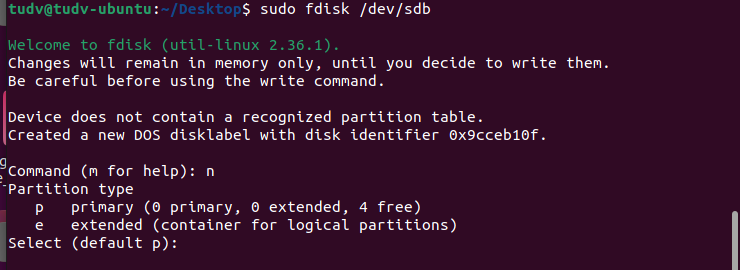 tudv@tudv-ubuntu:~/Desktop$ sudo fdisk /dev/sdb
Welcome to fdisk (util-linux 2.36.1).
Changes will remain in memory only, until you decide to write them.
Be careful before using the write command.
Device does not contain a recognized partition table.
Created a new DOS disklabel with disk identifier 0x9cceb10f.
Command (m for help): n
Partition type
p primary (0 primary, 0 extended, 4 free)
e extended (container for logical partitions)
Select (default p):